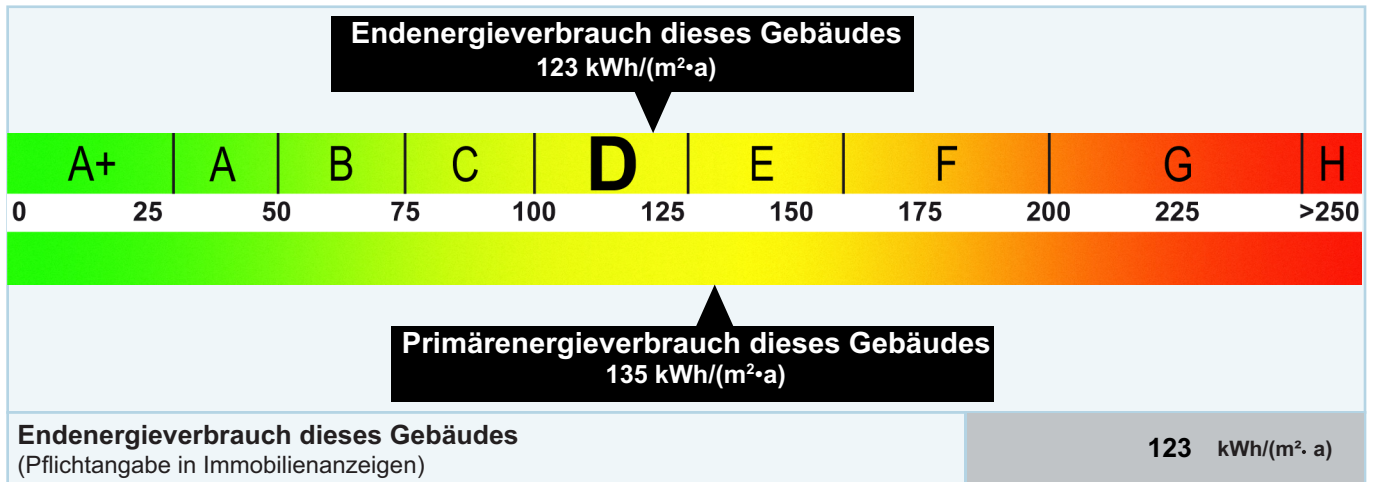 Endenergieverbrauch dieses Gebäudes
123 kWh/(m²•a)
A+ A B C D E F G H
0 25 50 75 100 125 150 175 200 225 >250
Primärenergieverbrauch dieses Gebäudes
135 kWh/(m²•a)
Endenergieverbrauch dieses Gebäudes
(Pflichtangabe in Immobilienanzeigen)
123 kWh/(m²· a)